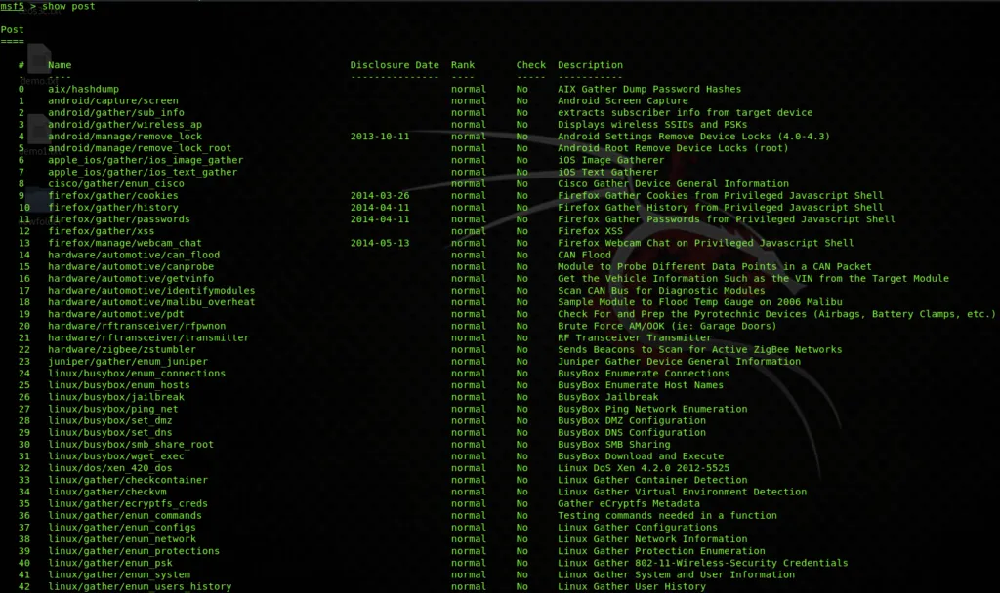 msf5 > show post
Post
====
# Name Disclosure Date Rank Check Description
- ---- --------------- ---- ----- -----------
0 aix/hashdump normal No AIX Gather Dump Password Hashes
1 android/capture/screen normal No Android Screen Capture
2 android/gather/sub_info normal No extracts subscriber info from target device
3 android/gather/wireless_ap normal No Displays wireless SSIDs and PSKs
4 android/manage/remove_lock 2013-10-11 normal No Android Settings Remove Device Locks (4.0-4.3)
5 android/manage/remove_lock_root normal No Android Root Remove Device Locks (root)
6 apple_ios/gather/ios_image_gather normal No iOS Image Gatherer
7 apple_ios/gather/ios_text_gather normal No iOS Text Gatherer
8 cisco/gather/enum_cisco normal No Cisco Gather Device General Information
9 firefox/gather/cookies 2014-03-26 normal No Firefox Gather Cookies from Privileged Javascript Shell
10 firefox/gather/history 2014-04-11 normal No Firefox Gather History from Privileged Javascript Shell
11 firefox/gather/passwords 2014-04-11 normal No Firefox Gather Passwords from Privileged Javascript Shell
12 firefox/gather/xss normal No Firefox XSS
13 firefox/manage/webcam_chat 2014-05-13 normal No Firefox Webcam Chat on Privileged Javascript Shell
14 hardware/automotive/can_flood normal No CAN Flood
15 hardware/automotive/canprobe normal No Module to Probe Different Data Points in a CAN Packet
16 hardware/automotive/getvinfo normal No Get the Vehicle Information Such as the VIN from the Target Module
17 hardware/automotive/identifymodules normal No Scan CAN Bus for Diagnostic Modules
18 hardware/automotive/malibu_overheat normal No Sample Module to Flood Temp Gauge on 2006 Malibu
19 hardware/automotive/pdt normal No Check For and Prep the Pyrotechnic Devices (Airbags, Battery Clamps, etc.)
20 hardware/rftransceiver/rfpwnon normal No Brute Force AM/OOK (ie: Garage Doors)
21 hardware/rftransceiver/transmitter normal No RF Transceiver Transmitter
22 hardware/zigbee/zstumbler normal No Sends Beacons to Scan for Active ZigBee Networks
23 juniper/gather/enum_juniper normal No Juniper Gather Device General Information
24 linux/busybox/enum_connections normal No BusyBox Enumerate Connections
25 linux/busybox/enum_hosts normal No BusyBox Enumerate Host Names
26 linux/busybox/jailbreak normal No BusyBox Jailbreak
27 linux/busybox/ping_net normal No BusyBox Ping Network Enumeration
28 linux/busybox/set_dmz normal No BusyBox DMZ Configuration
29 linux/busybox/set_dns normal No BusyBox DNS Configuration
30 linux/busybox/smb_share_root normal No BusyBox SMB Sharing
31 linux/busybox/wget_exec normal No BusyBox Download and Execute
32 linux/dos/xen_420_dos normal No Linux DoS Xen 4.2.0 2012-5525
33 linux/gather/checkcontainer normal No Linux Gather Container Detection
34 linux/gather/checkvm normal No Linux Gather Virtual Environment Detection
35 linux/gather/ecryptfs_creds normal No Gather eCryptfs Metadata
36 linux/gather/enum_commands normal No Testing commands needed in a function
37 linux/gather/enum_configs normal No Linux Gather Configurations
38 linux/gather/enum_network normal No Linux Gather Network Information
39 linux/gather/enum_protections normal No Linux Gather Protection Enumeration
40 linux/gather/enum_psk normal No Linux Gather 802-11-Wireless-Security Credentials
41 linux/gather/enum_system normal No Linux Gather System and User Information
42 linux/gather/enum_users_history normal No Linux Gather User History